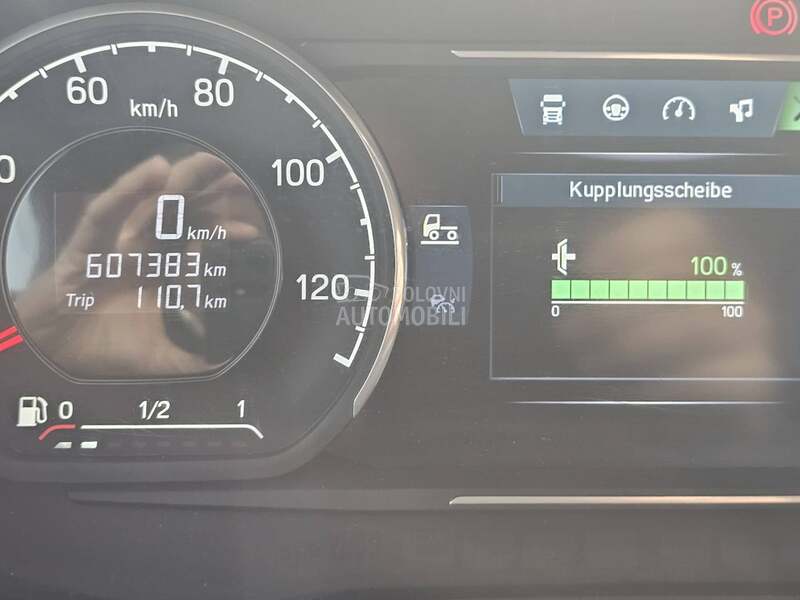 P
60
80
km/h
100
120
0 km/h
607383 km
Trip 110,7 km
0 1/2 1
Kupplungsscheibe
100 %
0 100
POLOVNI
AUTOMOBILI